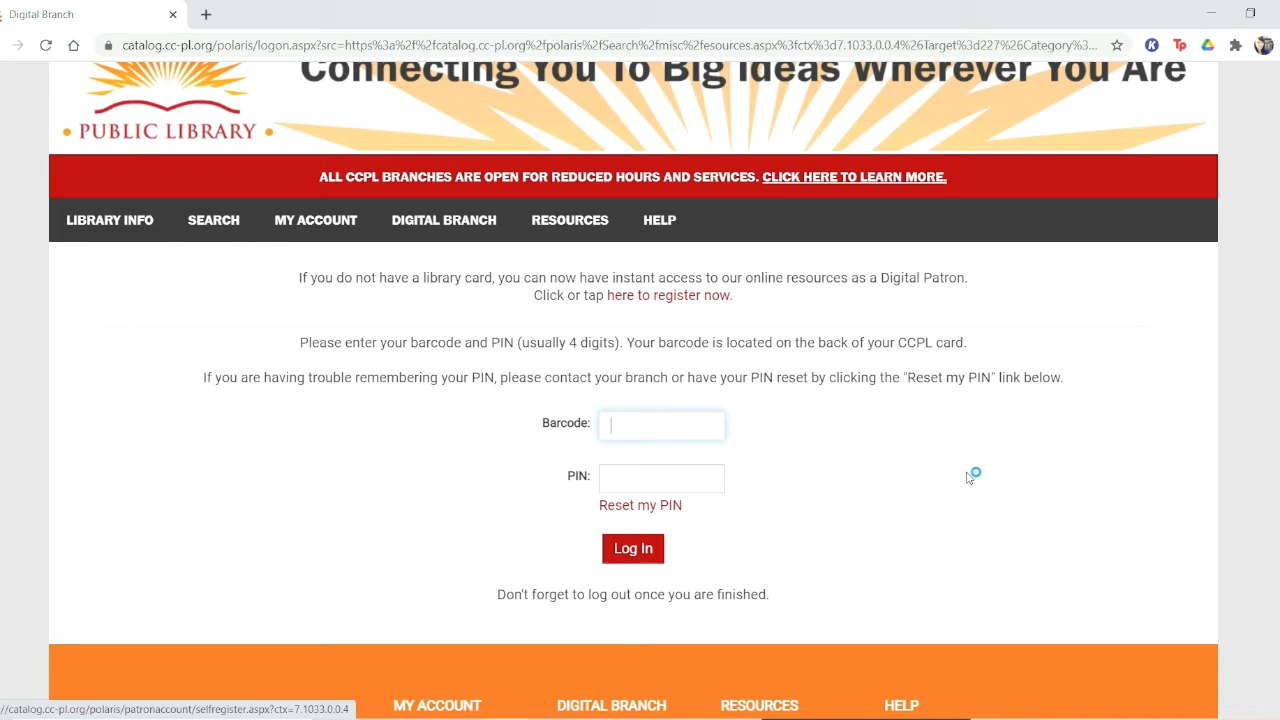 Digital Branch
catalog.cc-pl.org/polaris/logon.aspx?src=https%3a%2f%2fcatalog.cc-pl.org%2fpolaris%2fSearch%2fmisc%2feresources.aspx%3fctx%3d7.1033.0.0.4%26Target%3d227%26Category%3...
Connecting You To Big Ideas Wherever You Are
PUBLIC LIBRARY
ALL CCPL BRANCHES ARE OPEN FOR REDUCED HOURS AND SERVICES. CLICK HERE TO LEARN MORE.
LIBRARY INFO SEARCH MY ACCOUNT DIGITAL BRANCH RESOURCES HELP
If you do not have a library card, you can now have instant access to our online resources as a Digital Patron.
Click or tap here to register now.
Please enter your barcode and PIN (usually 4 digits). Your barcode is located on the back of your CCPL card.
If you are having trouble remembering your PIN, please contact your branch or have your PIN reset by clicking the "Reset my PIN" link below.
Barcode:
PIN:
Reset my PIN
Log In
Don't forget to log out once you are finished.
MY ACCOUNT DIGITAL BRANCH RESOURCES HELP
//catalog.cc-pl.org/polaris/patronaccount/selfregister.aspx?ctx=7.1033.0.0.4